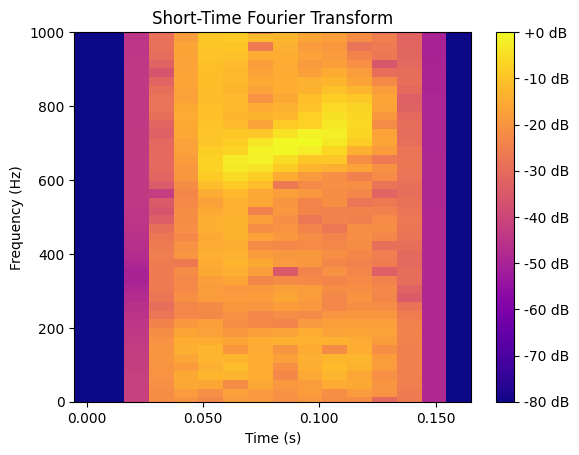 Short-Time Fourier Transform
1000
800
600
400
200
0
Frequency (Hz)
0.000
0.050
0.100
0.150
Time (s)
+0 dB
-10 dB
-20 dB
-30 dB
-40 dB
-50 dB
-60 dB
-70 dB
-80 dB